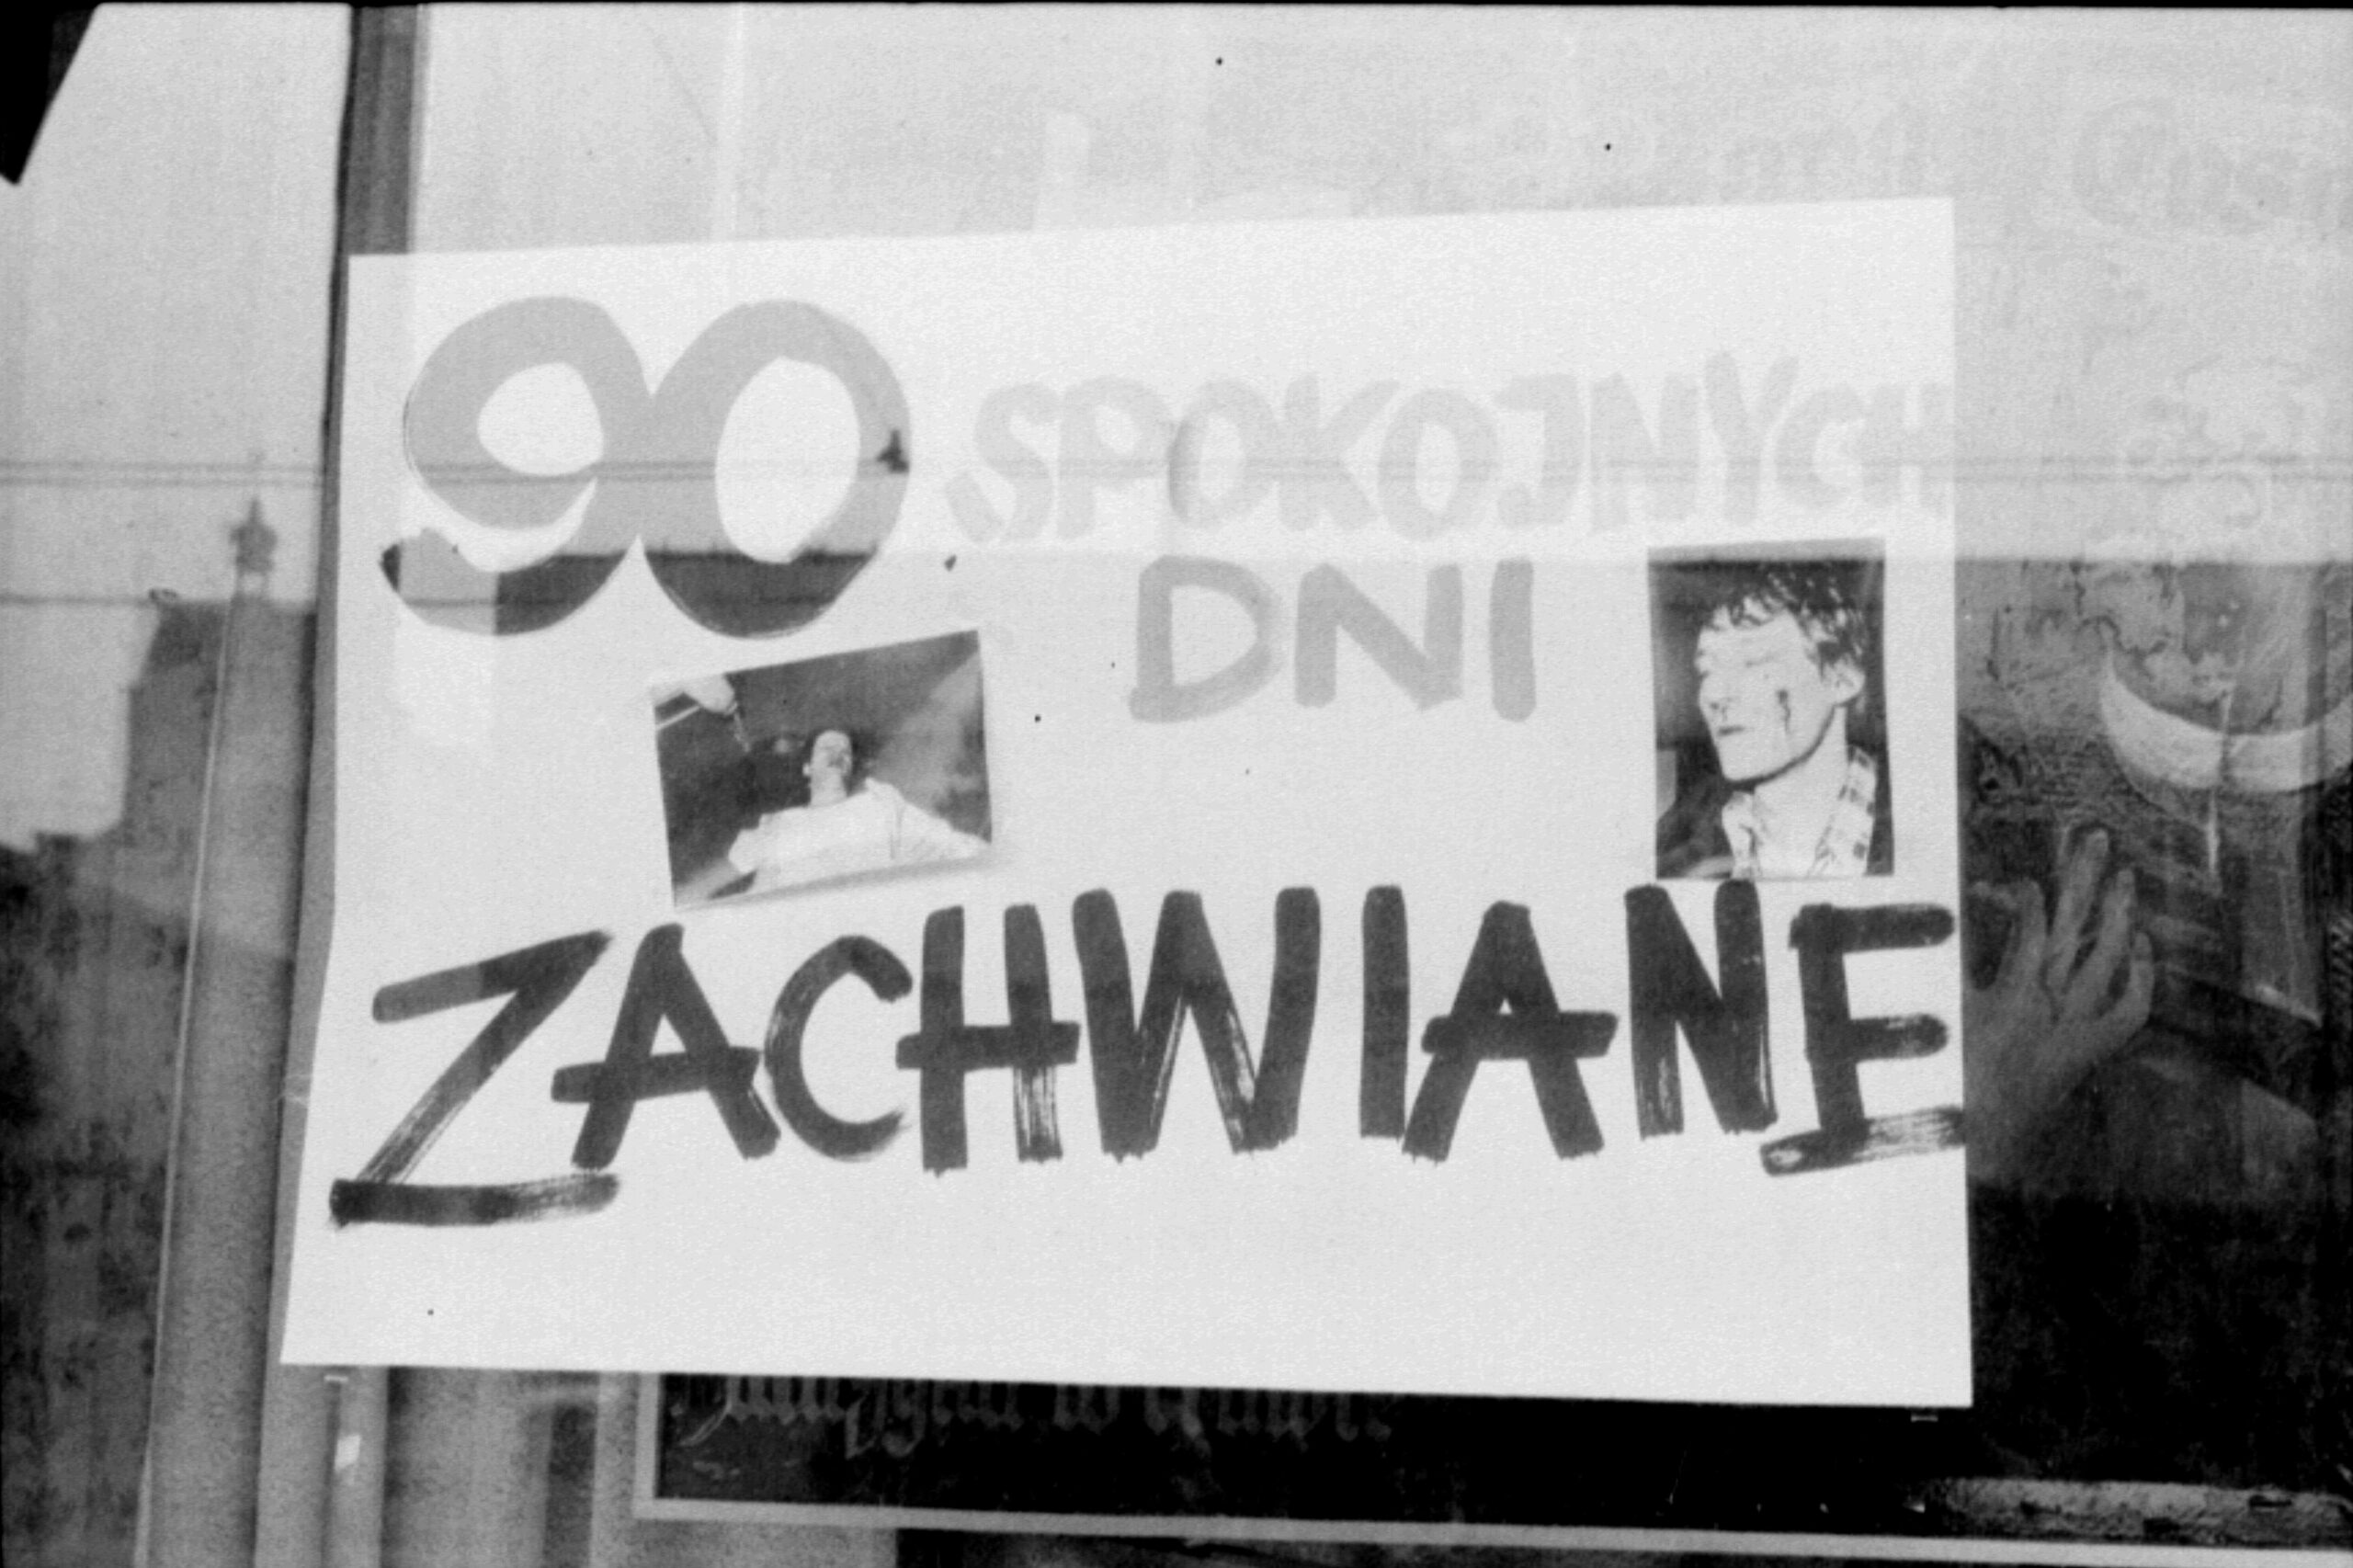 90 SPOKOJNYCH
DNI
ZACHWIANE